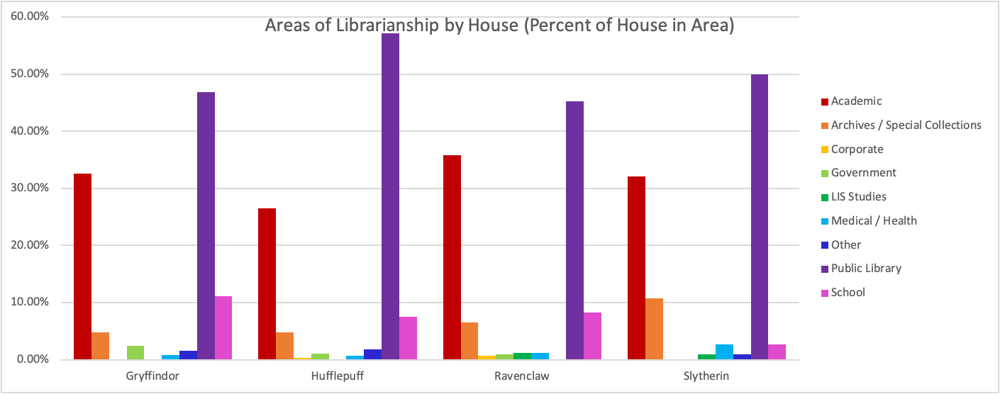 Areas of Librarianship by House (Percent of House in Area)
60.00%
50.00%
40.00%
30.00%
20.00%
10.00%
0.00%
Gryffindor
Hufflepuff
Ravenclaw
Slytherin
Academic
Archives / Special Collections
Corporate
Government
LIS Studies
Medical / Health
Other
Public Library
School